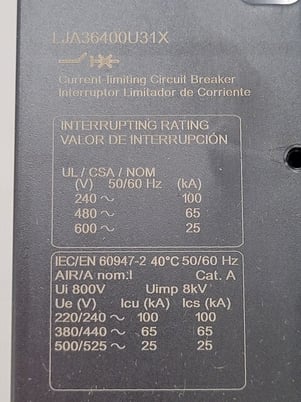 LJA36400U31X
Current-limiting Circuit Breaker
Interruptor Limitador de Corriente
INTERRUPTING RATING
VALOR DE INTERRUPCIÓN
UL / CSA / NOM
(V) 50/60 Hz (kA)
240 ~ 100
480 ~ 65
600 ~ 25
IEC/EN 60947-2 40°C 50/60 Hz
AIR/A nom:I Cat. A
Ui 800V Uimp 8kV
Ue (V) Icu (kA) Ics (kA)
220/240 ~ 100 100
380/440 ~ 65 65
500/525 ~ 25 25